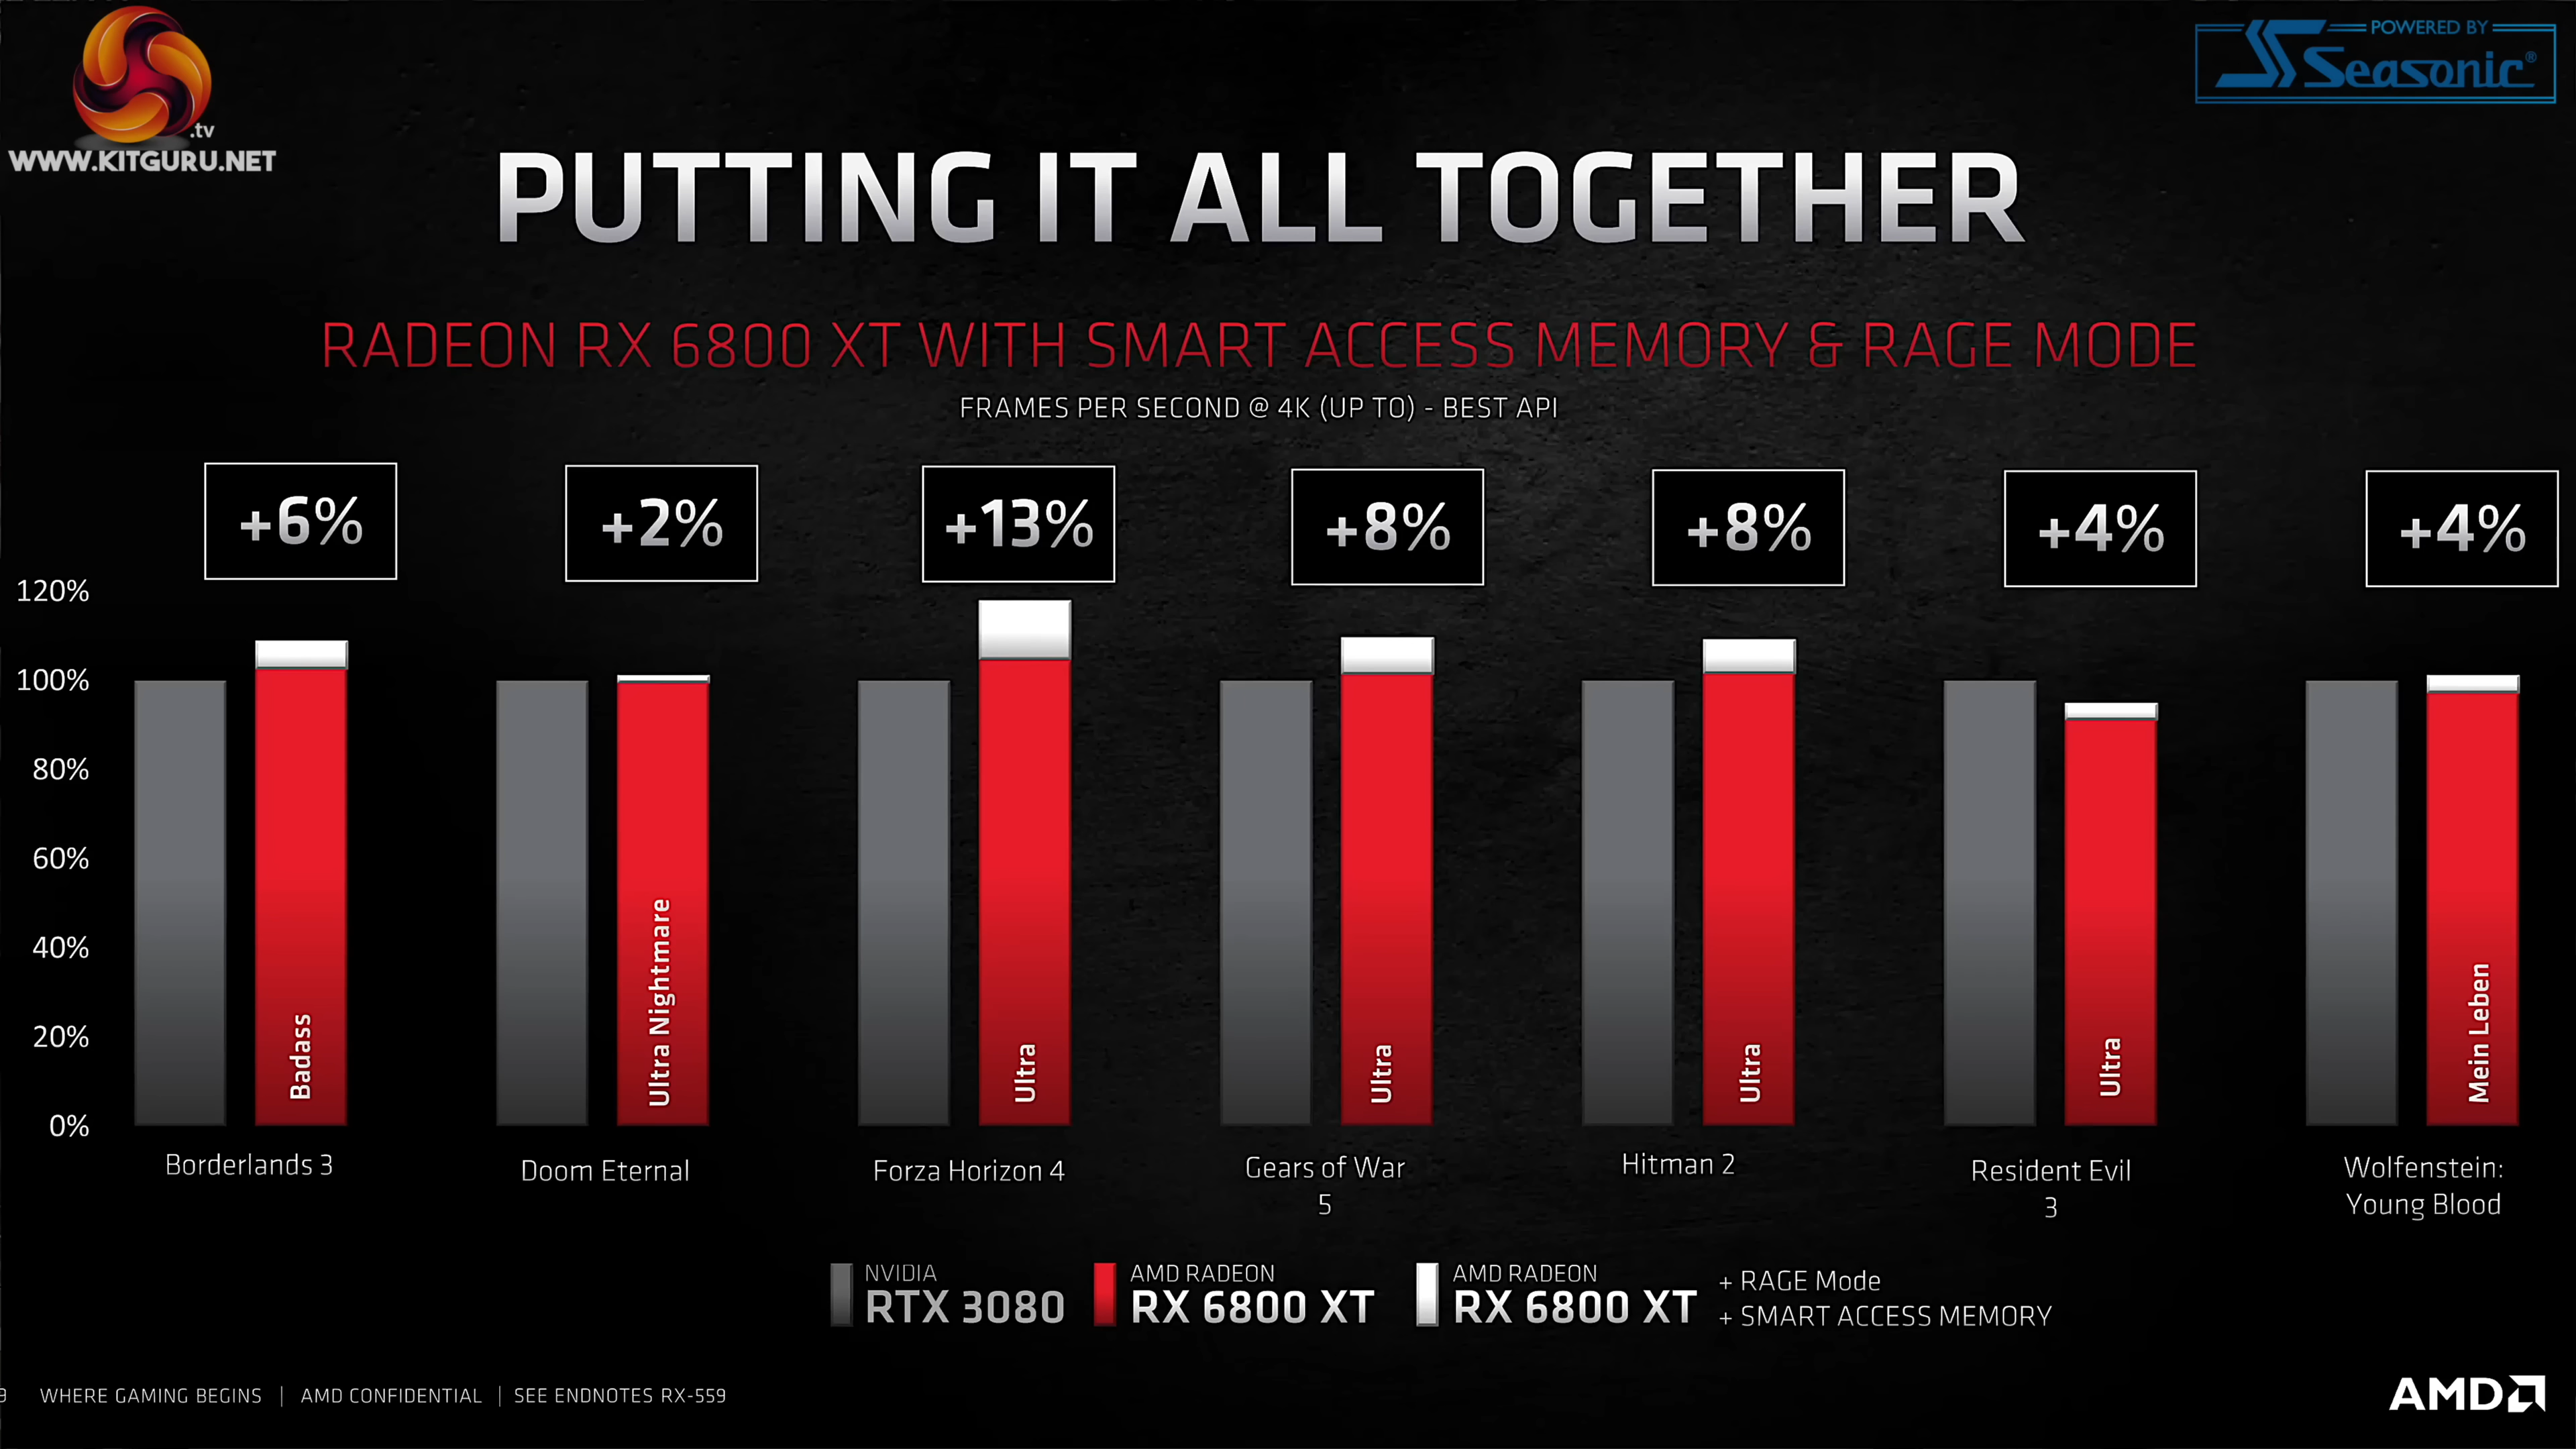 .tv
WWW.KITGURU.NET
POWERED BY
Seasonic®
PUTTING IT ALL TOGETHER
RADEON RX 6800 XT WITH SMART ACCESS MEMORY & RAGE MODE
FRAMES PER SECOND @ 4K (UP TO) - BEST API
+6% +2% +13% +8% +8% +4% +4%
120%
100%
80%
60%
40%
20%
0%
Badass
Ultra Nightmare
Ultra
Ultra
Ultra
Ultra
Mein Leben
Borderlands 3
Doom Eternal
Forza Horizon 4
Gears of War
5
Hitman 2
Resident Evil
3
Wolfenstein:
Young Blood
NVIDIA
RTX 3080
AMD RADEON
RX 6800 XT
AMD RADEON
RX 6800 XT
+ RAGE Mode
+ SMART ACCESS MEMORY
WHERE GAMING BEGINS | AMD CONFIDENTIAL | SEE ENDNOTES RX-559
AMD